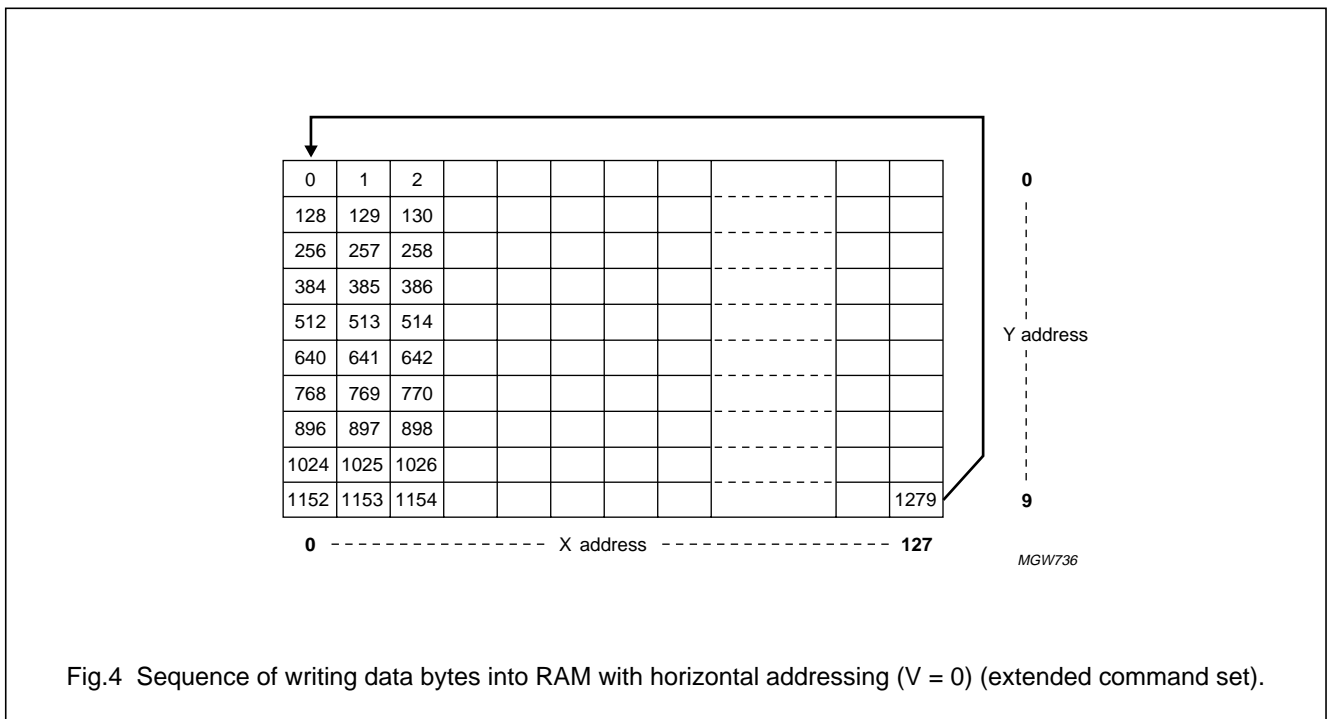 0 1 2 0
128 129 130
256 257 258
384 385 386
512 513 514
Y address
640 641 642
768 769 770
896 897 898
1024 1025 1026
1152 1153 1154 1279 9
0 X address 127
MGW736
Fig.4 Sequence of writing data bytes into RAM with horizontal addressing (V = 0) (extended command set).